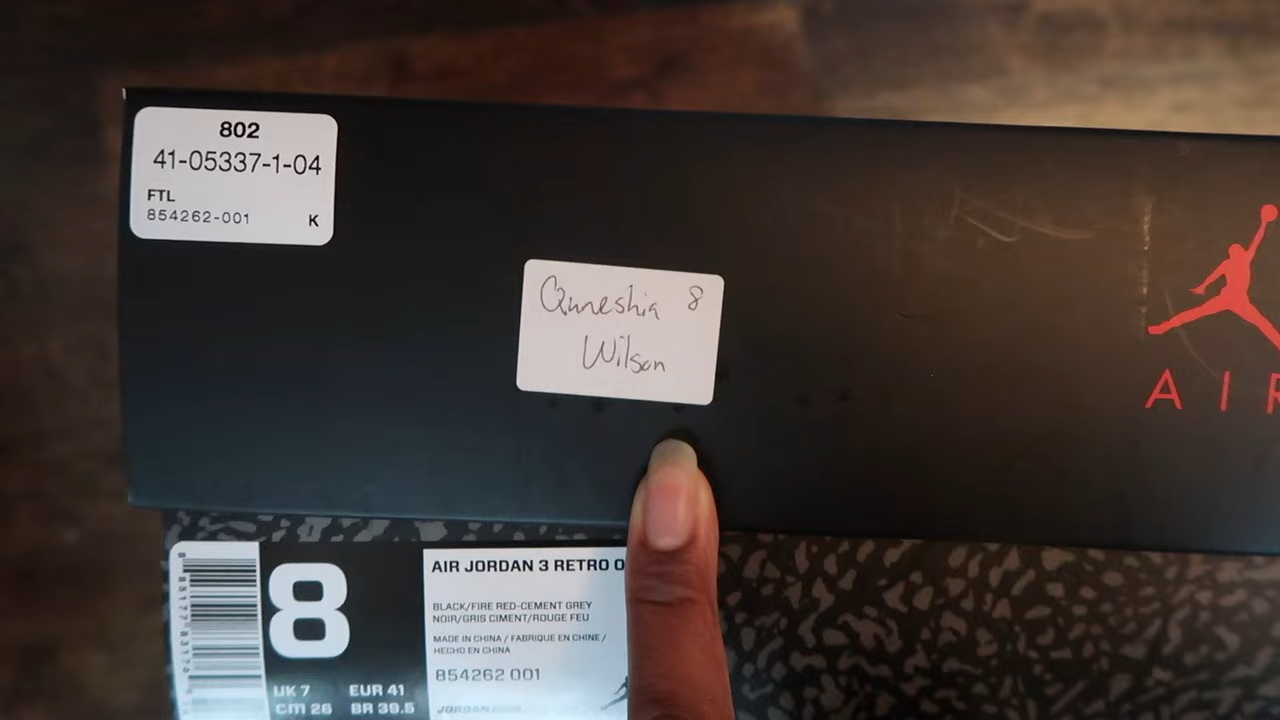 802
41-05337-1-04
FTL
854262-001 K
Quneshia 8
Wilson
AIR
8
UK 7 EUR 41
CM 26 BR 39.5
AIR JORDAN 3 RETRO O
BLACK/FIRE RED-CEMENT GREY
NOIR/GRIS CIMENT/ROUGE FEU
MADE IN CHINA / FABRIQUE EN CHINE /
HECHO EN CHINA
854262 001